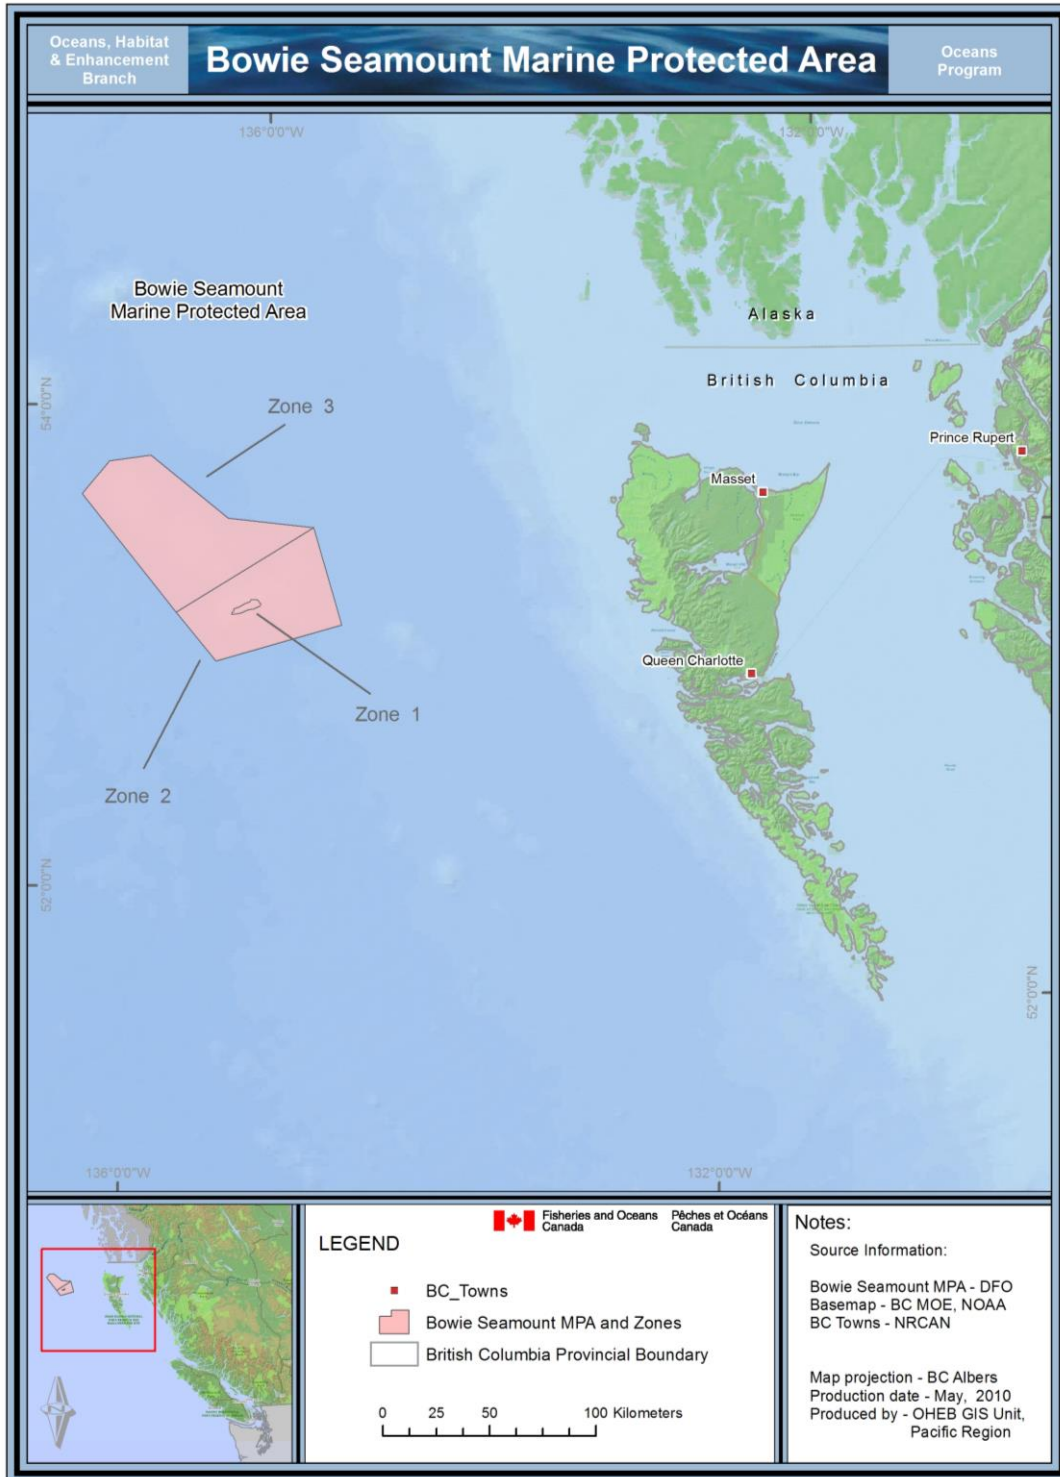 Oceans, Habitat
& Enhancement
Branch
Bowie Seamount Marine Protected Area
Oceans
Program
136°0'0"W
132°0'0"W
Bowie Seamount
Marine Protected Area
Alaska
British Columbia
54°0'0"N
Zone 3
Prince Rupert
Masset
Queen Charlotte
Zone 1
Zone 2
52°0'0"N
52°0'0"N
136°0'0"W
132°0'0"W
LEGEND
Fisheries and Oceans
Canada
Pêches et Océans
Canada
BC_Towns
Bowie Seamount MPA and Zones
British Columbia Provincial Boundary
0 25 50 100 Kilometers
N
Notes:
Source Information:
Bowie Seamount MPA - DFO
Basemap - BC MOE, NOAA
BC Towns - NRCAN
Map projection - BC Albers
Production date - May, 2010
Produced by - OHEB GIS Unit,
Pacific Region